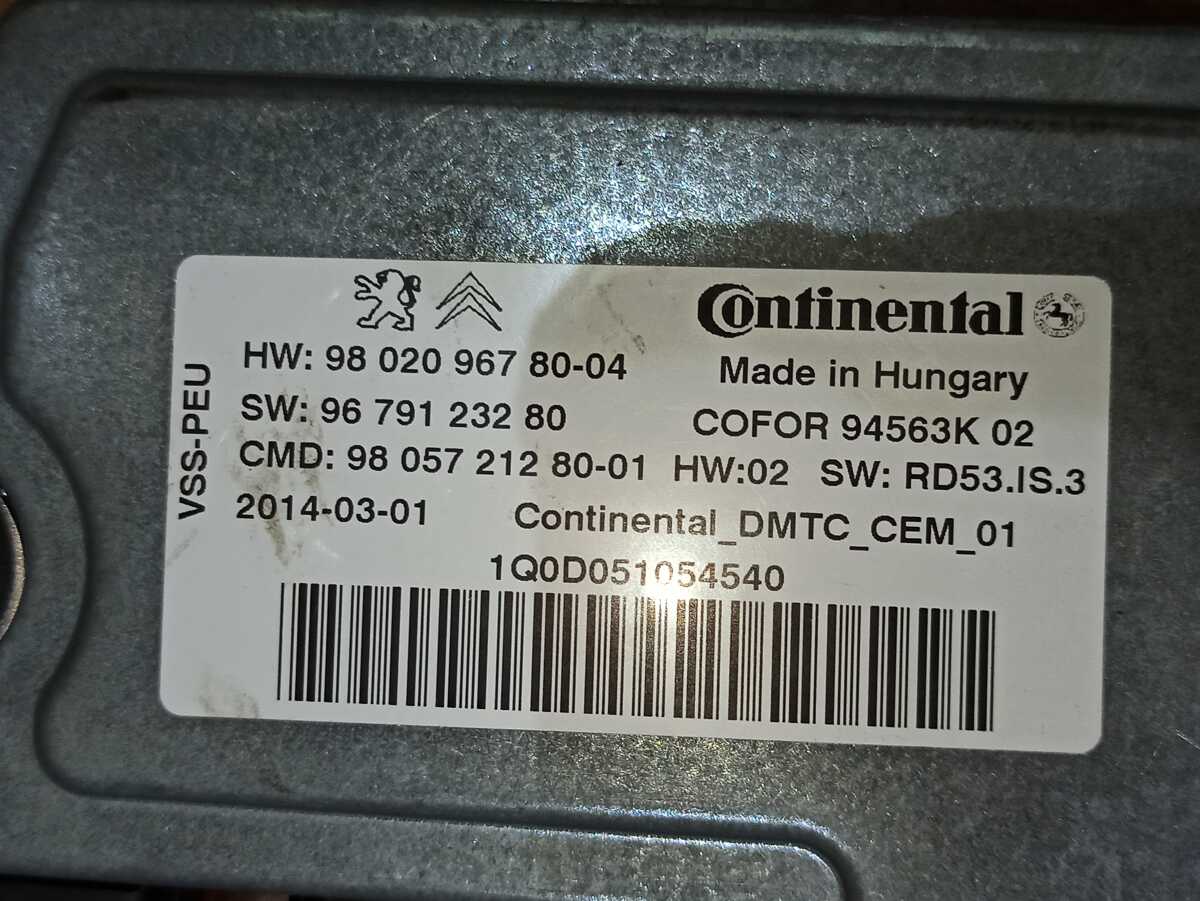 Continental
HW: 98 020 967 80-04
Made in Hungary
SW: 96 791 232 80
COFOR 94563K 02
CMD: 98 057 212 80-01 HW:02 SW: RD53.IS.3
2014-03-01 Continental_DMTC_CEM_01
1Q0D051054540
VSS-PEU